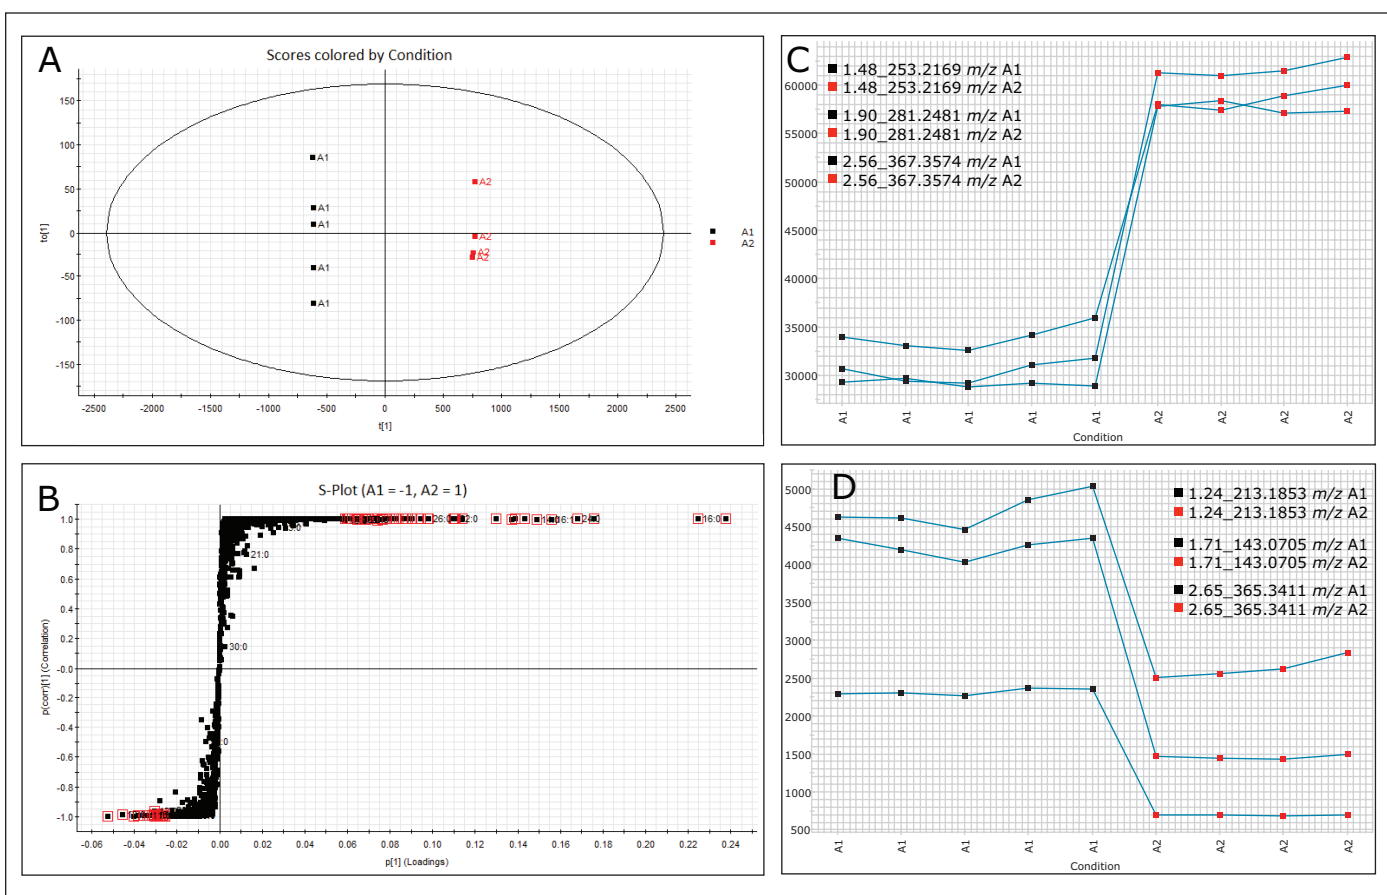 A
Scores colored by Condition
150
100
50
0
-50
-100
-150
to[1]
A1
A1
A1
A1
A1
A2
A2
A2
A2
A1
A2
-2500 -2000 -1500 -1000 -500 0 500 1000 1500 2000 2500
t[1]
B
S-Plot (A1 = -1, A2 = 1)
1.0
0.8
0.6
0.4
0.2
-0.0
-0.2
-0.4
-0.6
-0.8
-1.0
p(corr)[1] (Correlation)
21:0
30:0
26:0
16:1
16:0
-0.06 -0.04 -0.02 0.00 0.02 0.04 0.06 0.08 0.10 0.12 0.14 0.16 0.18 0.20 0.22 0.24
p[1] (Loadings)
C
1.48_253.2169 m/z A1
1.48_253.2169 m/z A2
1.90_281.2481 m/z A1
1.90_281.2481 m/z A2
2.56_367.3574 m/z A1
2.56_367.3574 m/z A2
60000
55000
50000
45000
40000
35000
30000
A1 A1 A1 A1 A1 A2 A2 A2 A2
Condition
D
1.24_213.1853 m/z A1
1.24_213.1853 m/z A2
1.71_143.0705 m/z A1
1.71_143.0705 m/z A2
2.65_365.3411 m/z A1
2.65_365.3411 m/z A2
5000
4500
4000
3500
3000
2500
2000
1500
1000
500
A1 A1 A1 A1 A1 A2 A2 A2 A2
Condition